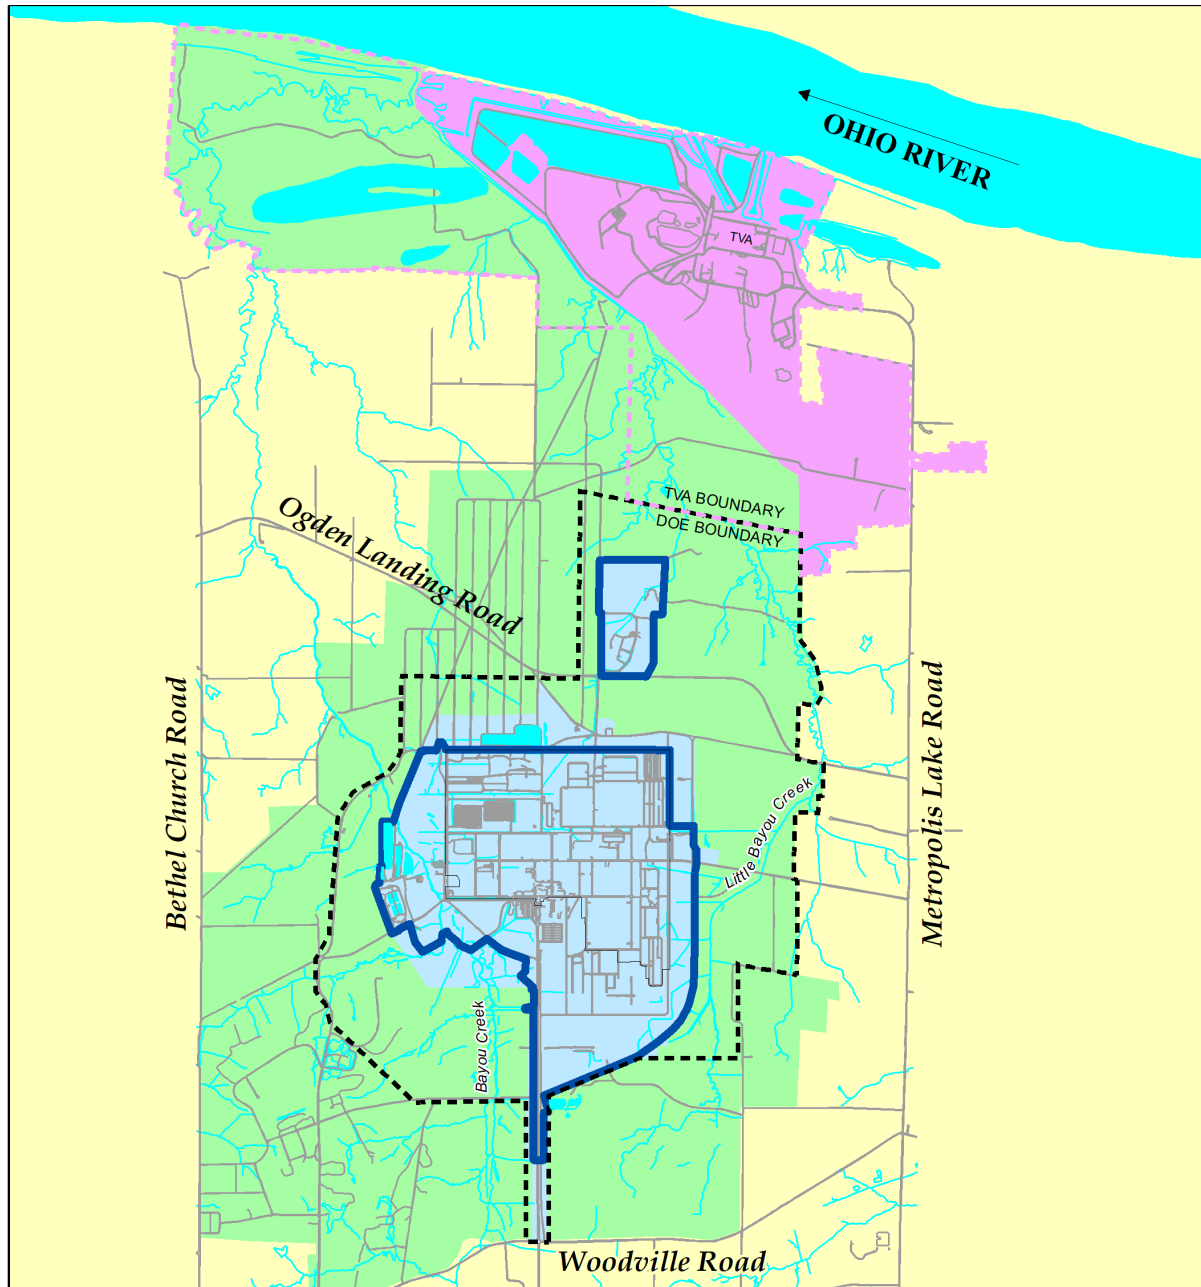 OHIO RIVER
TVA
TVA BOUNDARY
DOE BOUNDARY
Ogden Landing Road
Bethel Church Road
Metropolis Lake Road
Little Bayou Creek
Bayou Creek
Woodville Road